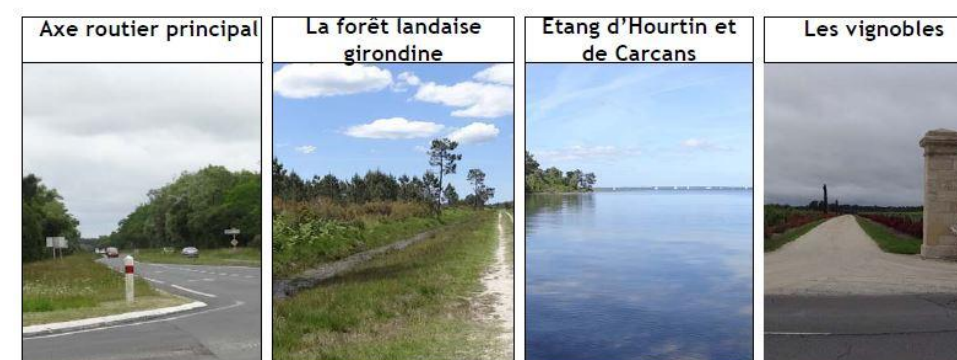 Axe routier principal
La forêt landaise
girondine
Etang d'Hourtin et
de Carcans
Les vignobles